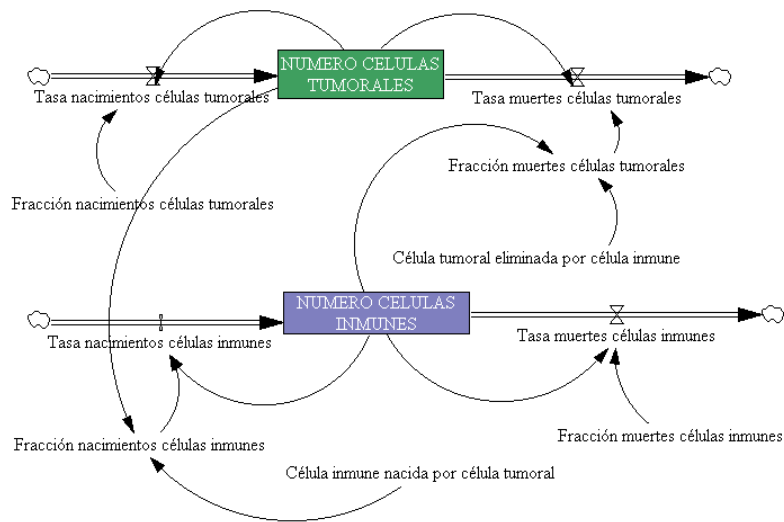 NUMERO CELULAS
TUMORALES
Tasa nacimientos células tumorales
Tasa muertes células tumorales
Fracción muertes células tumorales
Fracción nacimientos células tumorales
Célula tumoral eliminada por célula inmune
NUMERO CELULAS
INMUNES
Tasa nacimientos células inmunes
Tasa muertes células inmunes
Fracción nacimientos células inmunes
Fracción muertes células inmunes
Célula inmune nacida por célula tumoral